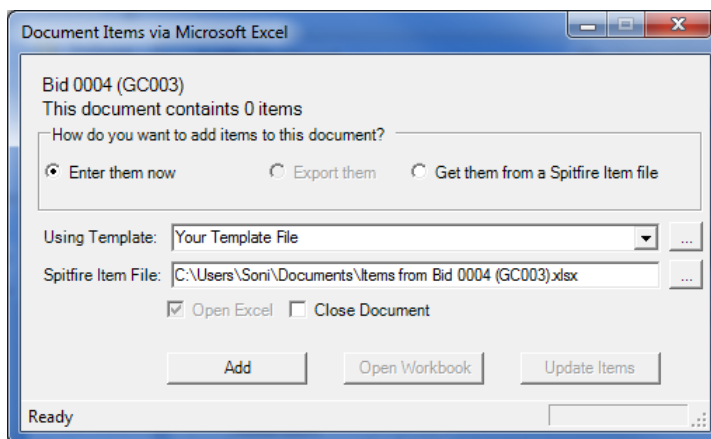 Document Items via Microsoft Excel
Bid 0004 (GC003)
This document containts 0 items
How do you want to add items to this document?
Enter them now Export them Get them from a Spitfire Item file
Using Template: Your Template File ...
Spitfire Item File: C:\Users\Soni\Documents\Items from Bid 0004 (GC003).xlsx ...
Open Excel Close Document
Add Open Workbook Update Items
Ready